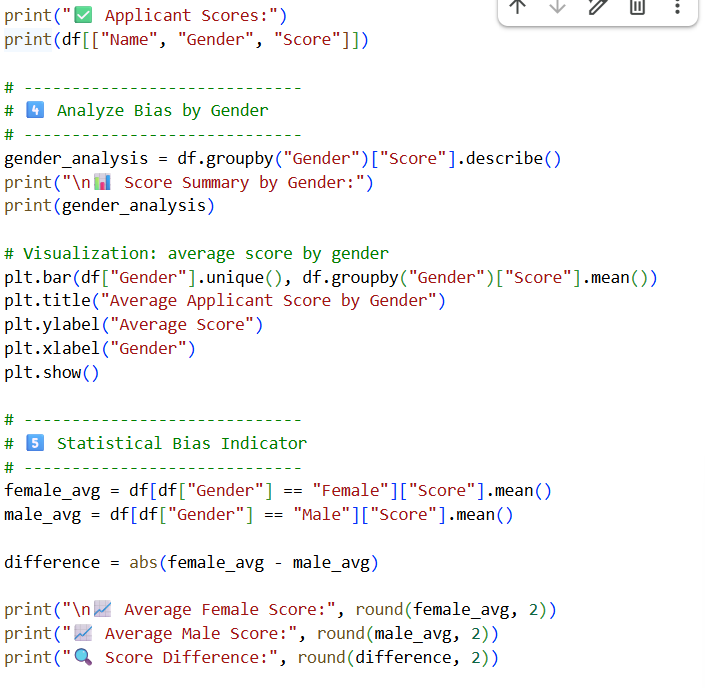 print("✅ Applicant Scores:")
print(df[["Name", "Gender", "Score"]])
# -----------------------------
# 4️⃣ Analyze Bias by Gender
# -----------------------------
gender_analysis = df.groupby("Gender")["Score"].describe()
print("\n📊 Score Summary by Gender:")
print(gender_analysis)
# Visualization: average score by gender
plt.bar(df["Gender"].unique(), df.groupby("Gender")["Score"].mean())
plt.title("Average Applicant Score by Gender")
plt.ylabel("Average Score")
plt.xlabel("Gender")
plt.show()
# -----------------------------
# 5️⃣ Statistical Bias Indicator
# -----------------------------
female_avg = df[df["Gender"] == "Female"]["Score"].mean()
male_avg = df[df["Gender"] == "Male"]["Score"].mean()
difference = abs(female_avg - male_avg)
print("\n📈 Average Female Score:", round(female_avg, 2))
print("📈 Average Male Score:", round(male_avg, 2))
print("🔍 Score Difference:", round(difference, 2))